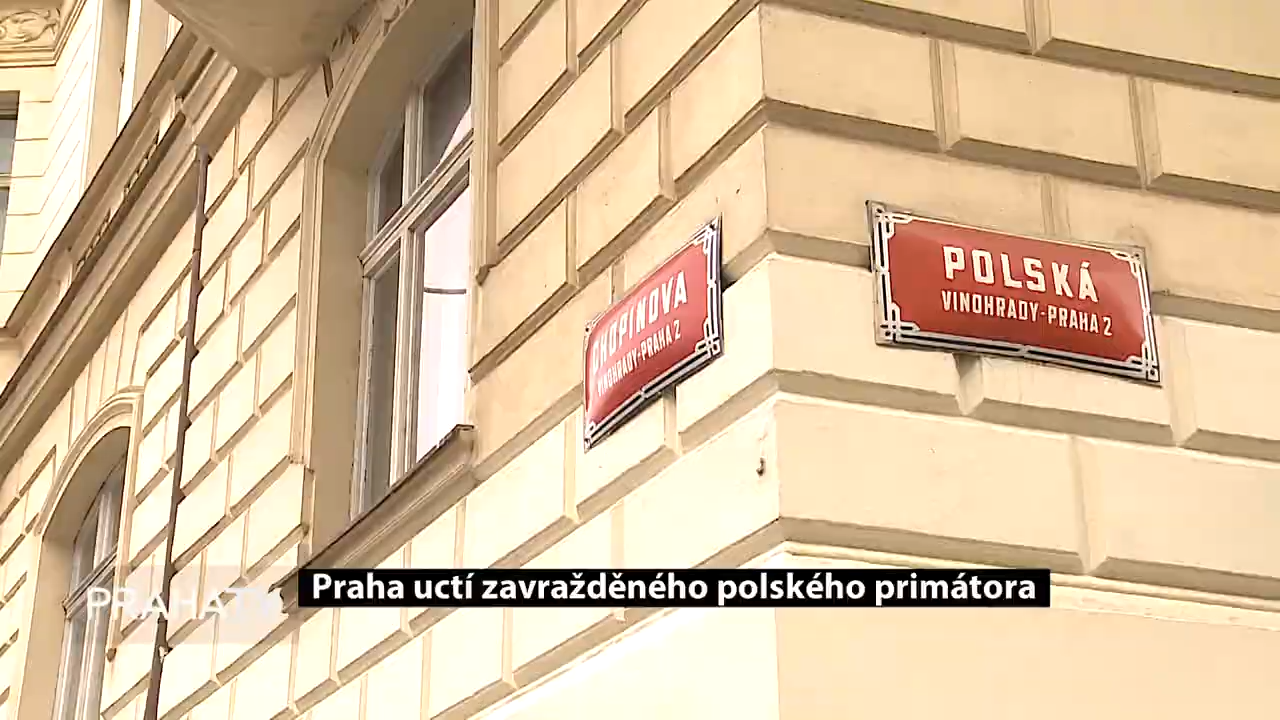 CHOPINOVA
VINOHRADY-PRAHA 2
POLSKÁ
VINOHRADY-PRAHA 2
Praha uctí zavražděného polského primátora
PRAHA TV